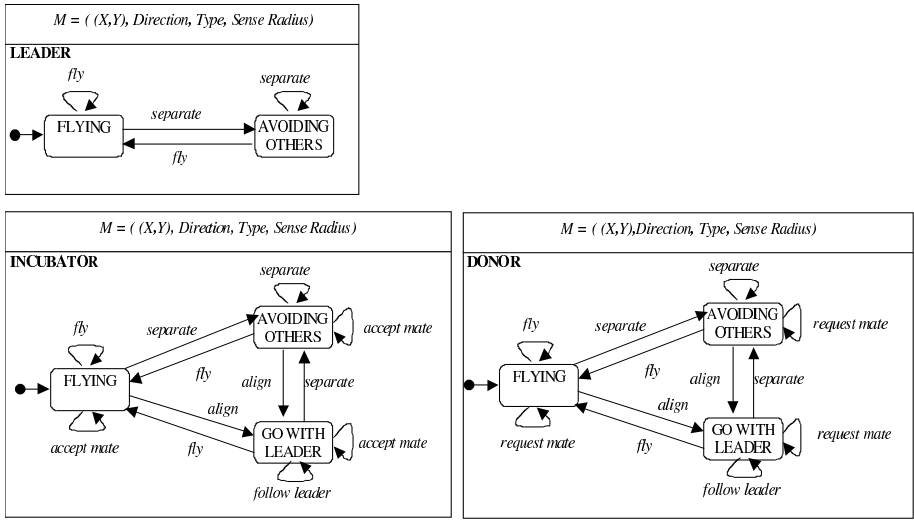 M = ( (X,Y), Direction, Type, Sense Radius)
LEADER
fly
separate
FLYING
separate
AVOIDING
OTHERS
fly
M = ( (X,Y), Direction, Type, Sense Radius)
INCUBATOR
separate
fly
separate
AVOIDING
OTHERS
accept mate
FLYING
fly
align
separate
align
accept mate
fly
GO WITH
LEADER
accept mate
follow leader
M = ( (X,Y),Direction, Type, Sense Radius)
DONOR
separate
fly
separate
AVOIDING
OTHERS
request mate
FLYING
fly
align
separate
align
request mate
fly
GO WITH
LEADER
request mate
follow leader